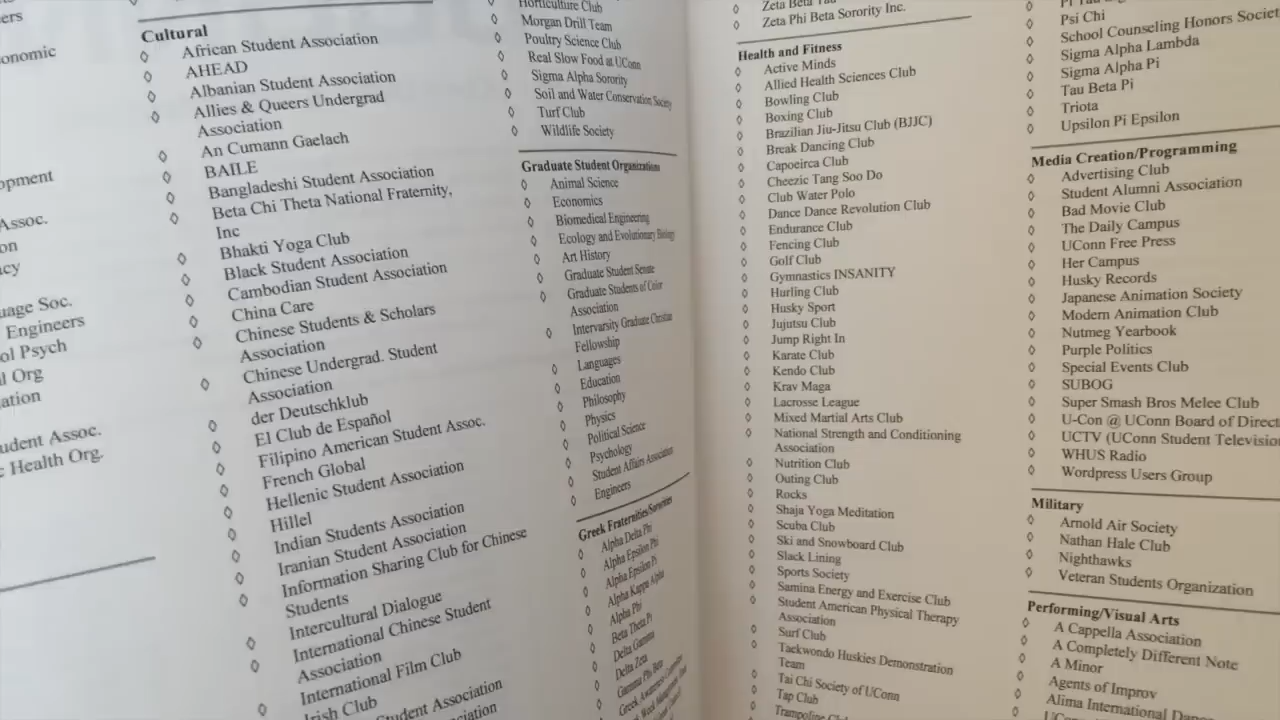 ers
onomic
opment
Assoc.
on
cy
uage Soc.
Engineers
ol Psych
l Org
ation
udent Assoc.
c Health Org.
Cultural
◊ African Student Association
◊ AHEAD
◊ Albanian Student Association
◊ Allies & Queers Undergrad
Association
◊ An Cumann Gaelach
◊ BAILE
◊ Bangladeshi Student Association
◊ Beta Chi Theta National Fraternity,
Inc
◊ Bhakti Yoga Club
◊ Black Student Association
◊ Cambodian Student Association
◊ China Care
◊ Chinese Students & Scholars
Association
◊ Chinese Undergrad. Student
Association
◊ der Deutschklub
◊ El Club de Español
◊ Filipino American Student Assoc.
◊ French Global
◊ Hellenic Student Association
◊ Hillel
◊ Indian Students Association
◊ Iranian Student Association
◊ Information Sharing Club for Chinese
Students
◊ Intercultural Dialogue
◊ International Chinese Student
Association
◊ International Film Club
Irish Club
Student Association
ociation
Horticulture Club
◊ Morgan Drill Team
◊ Poultry Science Club
◊ Real Slow Food at UConn
◊ Sigma Alpha Sorority
◊ Soil and Water Conservation Society
◊ Turf Club
◊ Wildlife Society
Graduate Student Organizations
◊ Animal Science
◊ Economics
◊ Biomedical Engineering
◊ Ecology and Evolutionary Biology
◊ Art History
◊ Graduate Student Senate
◊ Graduate Students of Color
Association
◊ Intervarsity Graduate Christian
Fellowship
◊ Languages
◊ Education
◊ Philosophy
◊ Physics
◊ Political Science
◊ Psychology
◊ Student Affairs Association
◊ Engineers
Greek Fraternities/Sororities
◊ Alpha Delta Phi
◊ Alpha Epsilon Phi
◊ Alpha Epsilon Pi
◊ Alpha Kappa Alpha
◊ Alpha Phi
◊ Beta Theta Pi
◊ Delta Gamma
◊ Delta Zeta
◊ Gamma Phi Beta
◊ Zeta Beta Tau
◊ Zeta Phi Beta Sorority Inc.
Health and Fitness
◊ Active Minds
◊ Allied Health Sciences Club
◊ Bowling Club
◊ Boxing Club
◊ Brazilian Jiu-Jitsu Club (BJJC)
◊ Break Dancing Club
◊ Capoeirca Club
◊ Cheezic Tang Soo Do
◊ Club Water Polo
◊ Dance Dance Revolution Club
◊ Endurance Club
◊ Fencing Club
◊ Golf Club
◊ Gymnastics INSANITY
◊ Hurling Club
◊ Husky Sport
◊ Jujutsu Club
◊ Jump Right In
◊ Karate Club
◊ Kendo Club
◊ Krav Maga
◊ Lacrosse League
◊ Mixed Martial Arts Club
◊ National Strength and Conditioning
Association
◊ Nutrition Club
◊ Outing Club
◊ Rocks
◊ Shaja Yoga Meditation
◊ Scuba Club
◊ Ski and Snowboard Club
◊ Slack Lining
◊ Sports Society
◊ Samina Energy and Exercise Club
◊ Student American Physical Therapy
Association
◊ Surf Club
◊ Taekwondo Huskies Demonstration
Team
◊ Tai Chi Society of UConn
◊ Tap Club
◊ Trampoline Club
◊ Psi Chi
◊ School Counseling Honors Societ
◊ Sigma Alpha Lambda
◊ Sigma Alpha Pi
◊ Tau Beta Pi
◊ Triota
◊ Upsilon Pi Epsilon
Media Creation/Programming
◊ Advertising Club
◊ Student Alumni Association
◊ Bad Movie Club
◊ The Daily Campus
◊ UConn Free Press
◊ Her Campus
◊ Husky Records
◊ Japanese Animation Society
◊ Modern Animation Club
◊ Nutmeg Yearbook
◊ Purple Politics
◊ Special Events Club
◊ SUBOG
◊ Super Smash Bros Melee Club
◊ U-Con @ UConn Board of Direct
◊ UCTV (UConn Student Television
◊ WHUS Radio
◊ Wordpress Users Group
Military
◊ Arnold Air Society
◊ Nathan Hale Club
◊ Nighthawks
◊ Veteran Students Organization
Performing/Visual Arts
◊ A Cappella Association
◊ A Completely Different Note
◊ A Minor
◊ Agents of Improv
◊ Alima International Danc